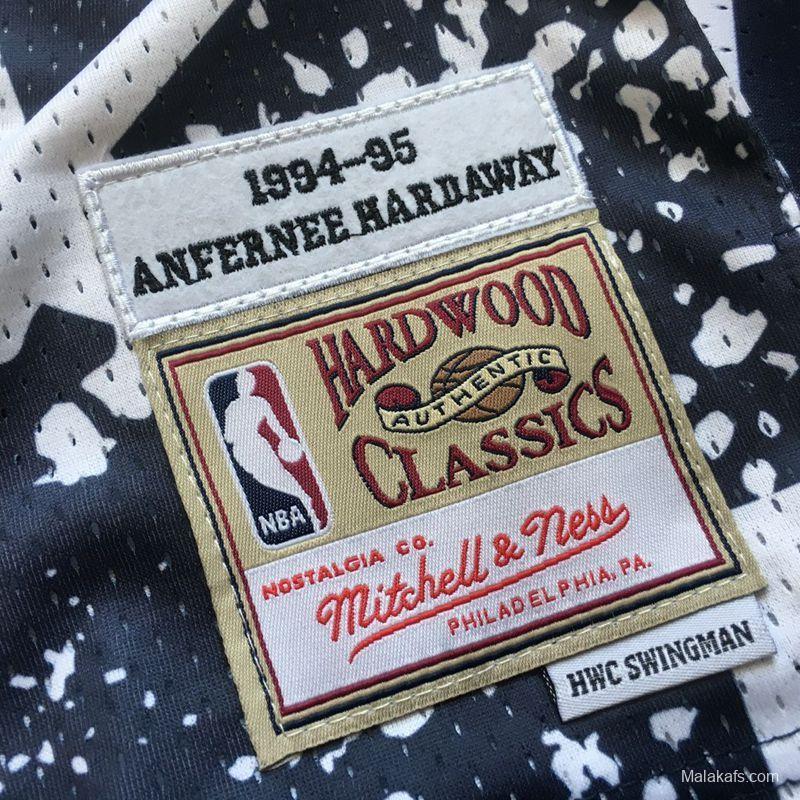 1994-95
ANFERNEE HARDAWAY
HARDWOOD
AUTHENTIC
CLASSICS
NBA
NOSTALGIA CO.
Mitchell & Ness
PHILADELPHIA, PA.
HWC SWINGMAN
Malakafs.com